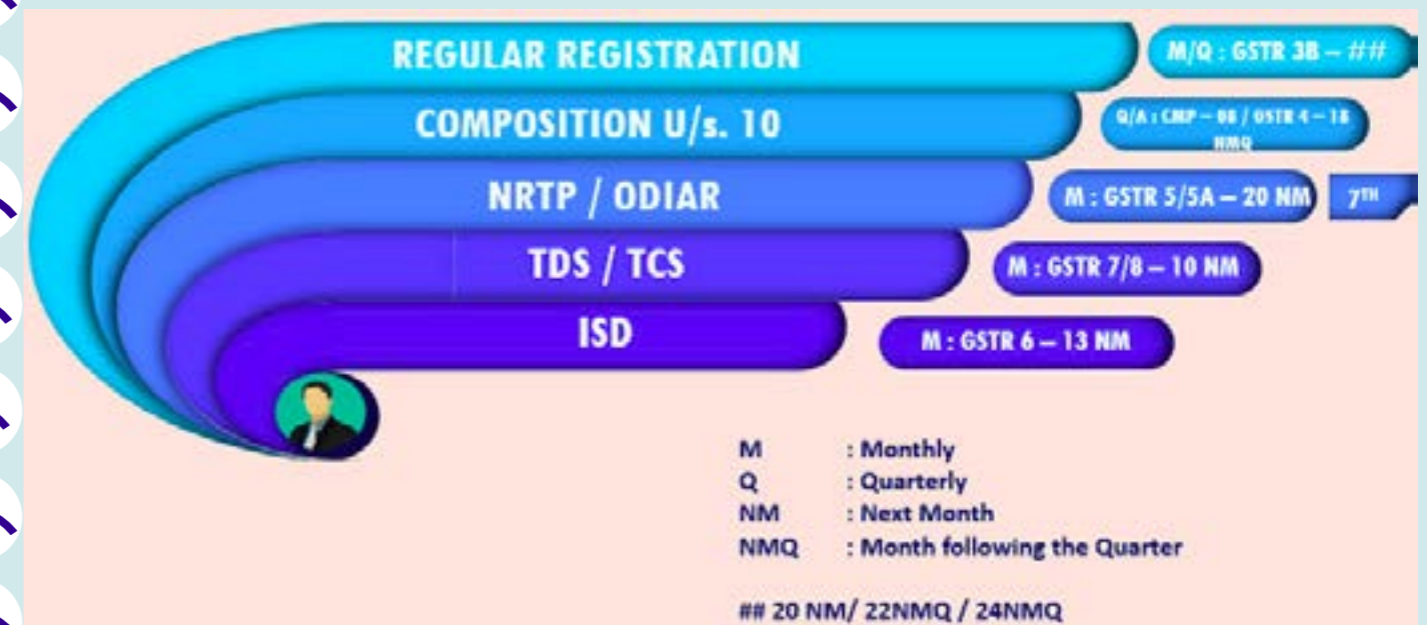 REGULAR REGISTRATION
M/Q : GSTR 3B – ##
COMPOSITION U/s. 10
Q/A : CMP – 08 / GSTR 4 – 18
NMQ
NRTP / ODIAR
M : GSTR 5/5A – 20 NM
7TH
TDS / TCS
M : GSTR 7/8 – 10 NM
ISD
M : GSTR 6 – 13 NM
M : Monthly
Q : Quarterly
NM : Next Month
NMQ : Month following the Quarter
## 20 NM/ 22NMQ / 24NMQ